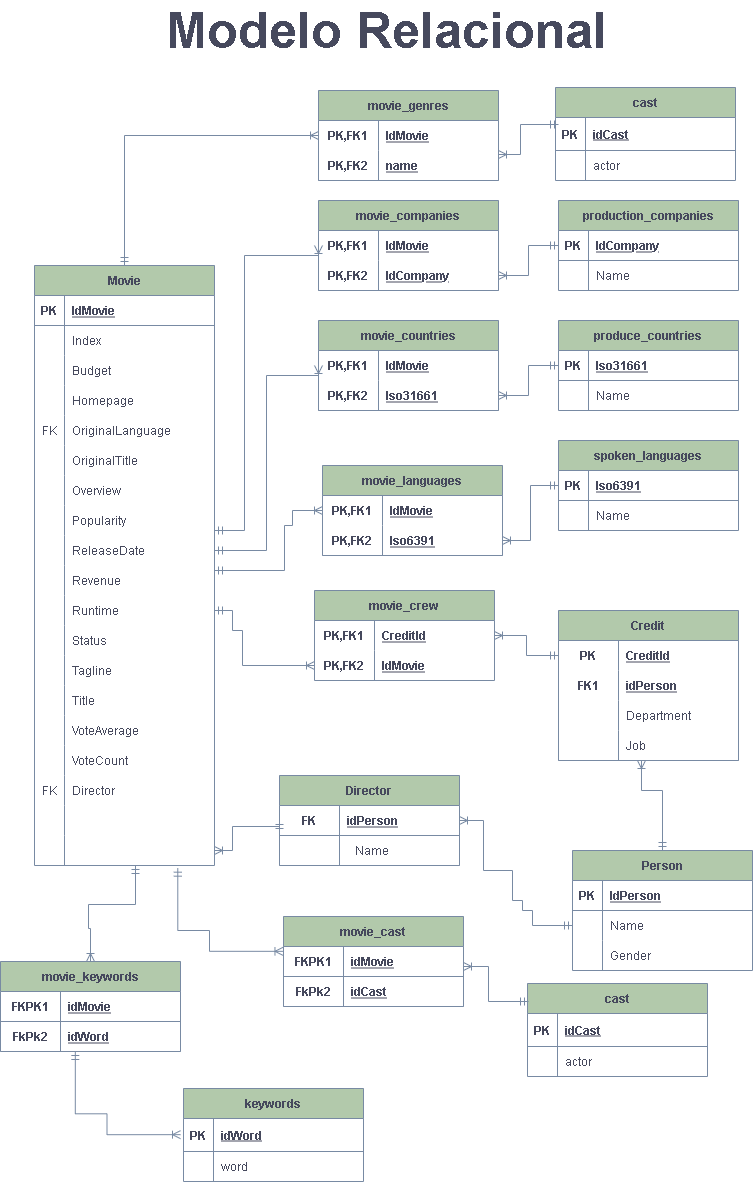 Modelo Relacional
movie_genres
PK,FK1 IdMovie
PK,FK2 name
cast
PK idCast
actor
movie_companies
PK,FK1 IdMovie
PK,FK2 IdCompany
production_companies
PK IdCompany
Name
Movie
PK IdMovie
Index
Budget
Homepage
FK OriginalLanguage
OriginalTitle
Overview
Popularity
ReleaseDate
Revenue
Runtime
Status
Tagline
Title
VoteAverage
VoteCount
FK Director
movie_countries
PK,FK1 IdMovie
PK,FK2 Iso31661
produce_countries
PK Iso31661
Name
movie_languages
PK,FK1 IdMovie
PK,FK2 Iso6391
spoken_languages
PK Iso6391
Name
movie_crew
PK,FK1 CreditId
PK,FK2 IdMovie
Credit
PK CreditId
FK1 idPerson
Department
Job
Director
FK idPerson
Name
Person
PK IdPerson
Name
Gender
movie_cast
FKPK1 idMovie
FkPk2 idCast
cast
PK idCast
actor
movie_keywords
FKPK1 idMovie
FkPk2 idWord
keywords
PK idWord
word